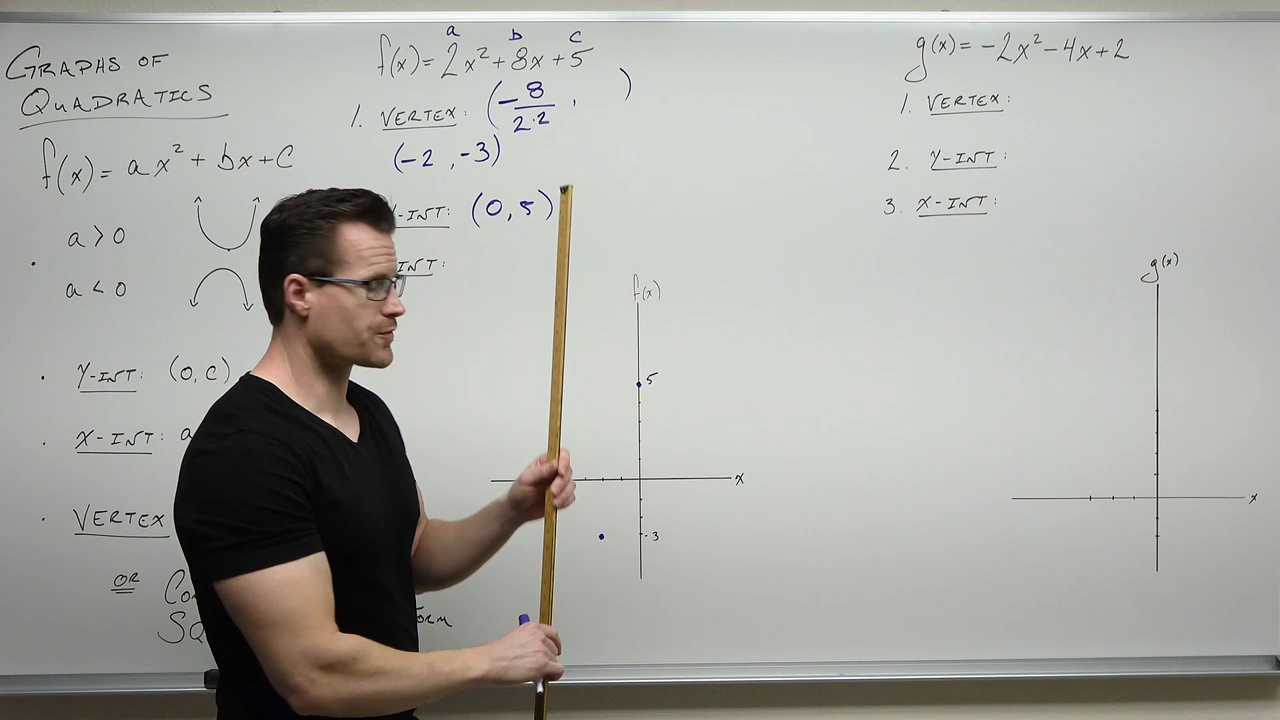 GRAPHS OF
QUADRATICS
f(x) = ax² + bx + C
a > 0
a < 0
Y-INT: (0, C)
X-INT:
VERTEX
OR
a b c
f(x) = 2x² + 8x + 5
1. VERTEX: (-8/2·2 , )
(-2, -3)
-INT: (0, 5)
INT:
f(x)
5
x
-3
g(x) = -2x² - 4x + 2
1. VERTEX:
2. Y-INT:
3. X-INT:
g(x)
x